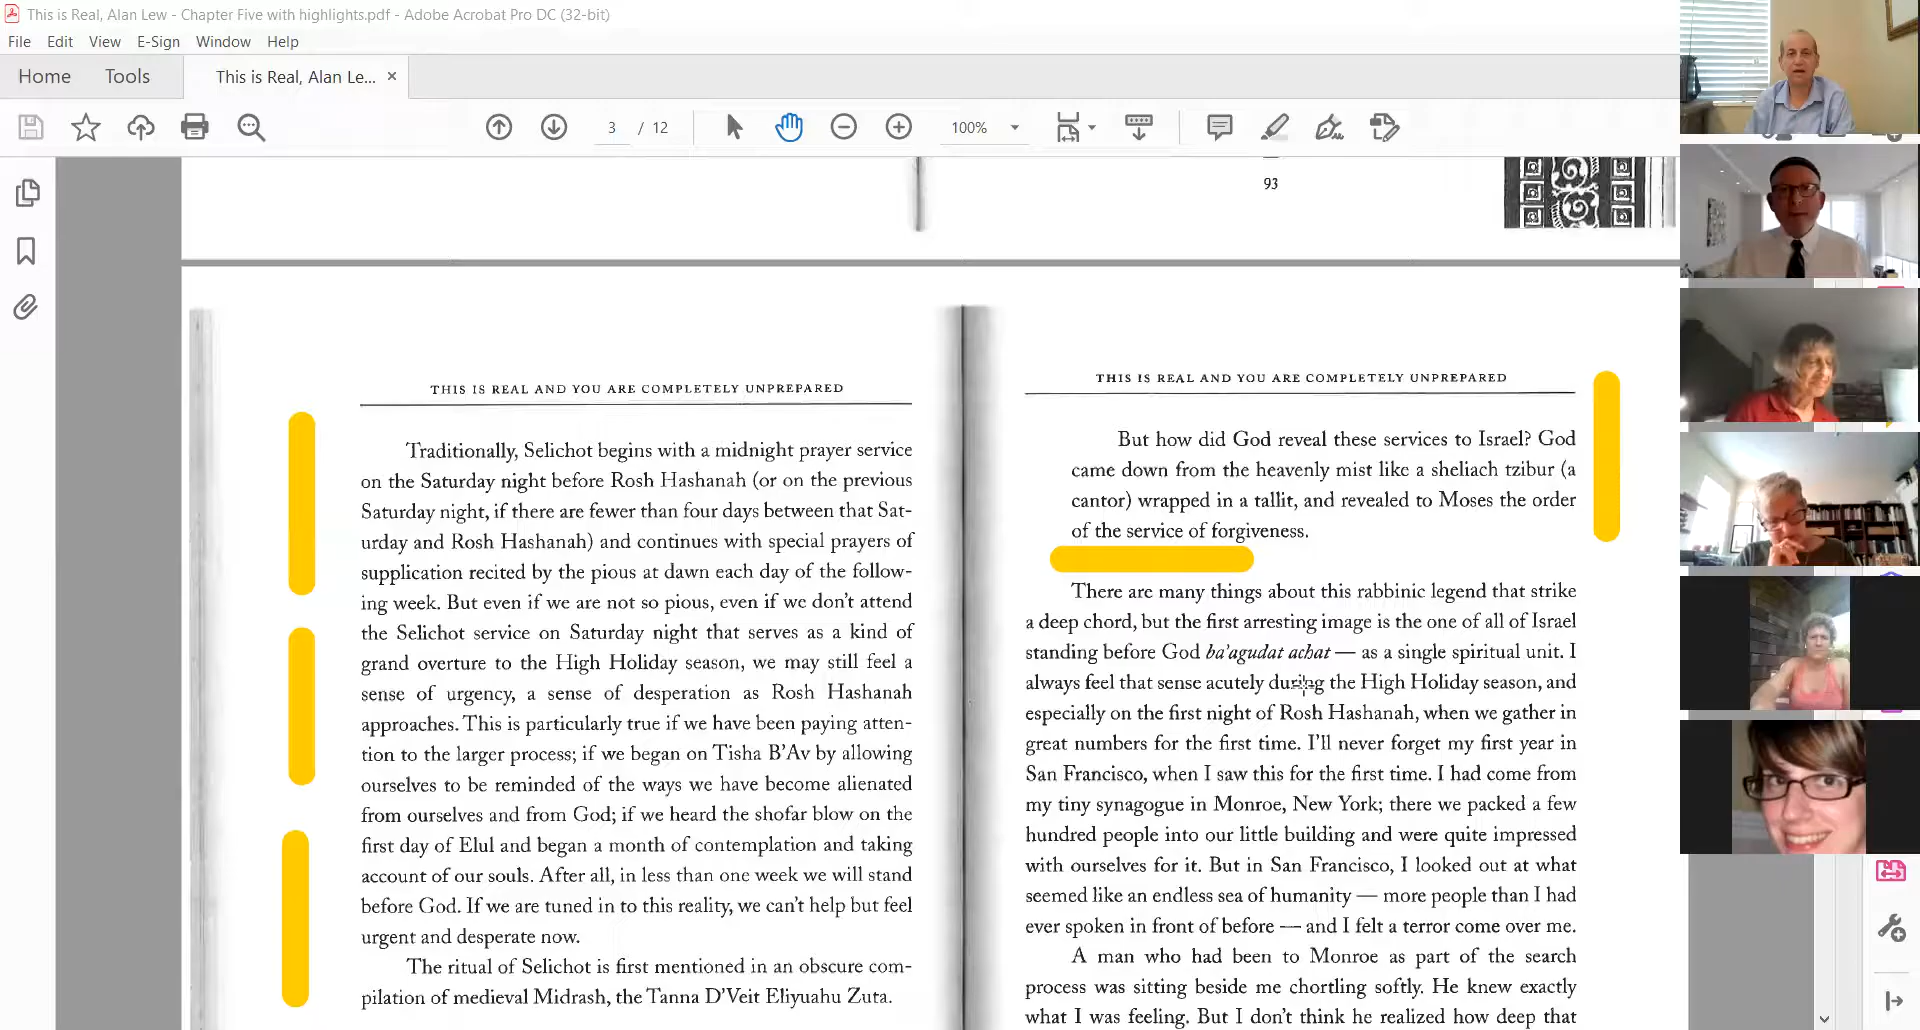 This is Real, Alan Lew - Chapter Five with highlights.pdf - Adobe Acrobat Pro DC (32-bit)
File Edit View E-Sign Window Help
Home Tools This is Real, Alan Le... ×
3 / 12 100%
93
THIS IS REAL AND YOU ARE COMPLETELY UNPREPARED
Traditionally, Selichot begins with a midnight prayer service
on the Saturday night before Rosh Hashanah (or on the previous
Saturday night, if there are fewer than four days between that Sat-
urday and Rosh Hashanah) and continues with special prayers of
supplication recited by the pious at dawn each day of the follow-
ing week. But even if we are not so pious, even if we don't attend
the Selichot service on Saturday night that serves as a kind of
grand overture to the High Holiday season, we may still feel a
sense of urgency, a sense of desperation as Rosh Hashanah
approaches. This is particularly true if we have been paying atten-
tion to the larger process; if we began on Tisha B'Av by allowing
ourselves to be reminded of the ways we have become alienated
from ourselves and from God; if we heard the shofar blow on the
first day of Elul and began a month of contemplation and taking
account of our souls. After all, in less than one week we will stand
before God. If we are tuned in to this reality, we can't help but feel
urgent and desperate now.
The ritual of Selichot is first mentioned in an obscure com-
pilation of medieval Midrash, the Tanna D'Veit Eliyuahu Zuta.
THIS IS REAL AND YOU ARE COMPLETELY UNPREPARED
But how did God reveal these services to Israel? God
came down from the heavenly mist like a sheliach tzibur (a
cantor) wrapped in a tallit, and revealed to Moses the order
of the service of forgiveness.
There are many things about this rabbinic legend that strike
a deep chord, but the first arresting image is the one of all of Israel
standing before God ba'agudat achat — as a single spiritual unit. I
always feel that sense acutely during the High Holiday season, and
especially on the first night of Rosh Hashanah, when we gather in
great numbers for the first time. I'll never forget my first year in
San Francisco, when I saw this for the first time. I had come from
my tiny synagogue in Monroe, New York; there we packed a few
hundred people into our little building and were quite impressed
with ourselves for it. But in San Francisco, I looked out at what
seemed like an endless sea of humanity — more people than I had
ever spoken in front of before — and I felt a terror come over me.
A man who had been to Monroe as part of the search
process was sitting beside me chortling softly. He knew exactly
what I was feeling. But I don't think he realized how deep that